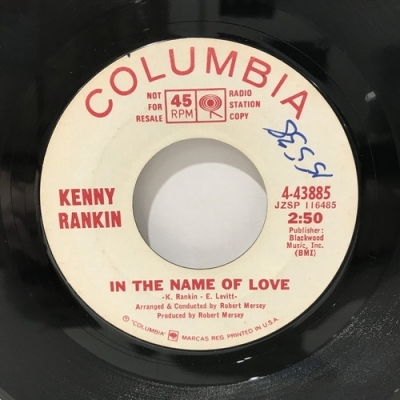 COLUMBIA
NOT FOR RESALE
45 RPM
RADIO STATION COPY
KENNY RANKIN
4-43885
JZSP 116485
2:50
Publisher:
Blackwood
Music, Inc.
(BMI)
IN THE NAME OF LOVE
-K. Rankin - E. Levitt-
Arranged & Conducted by Robert Mersey
Produced by Robert Mersey
"COLUMBIA" MARCAS REG. PRINTED IN U.S.A.